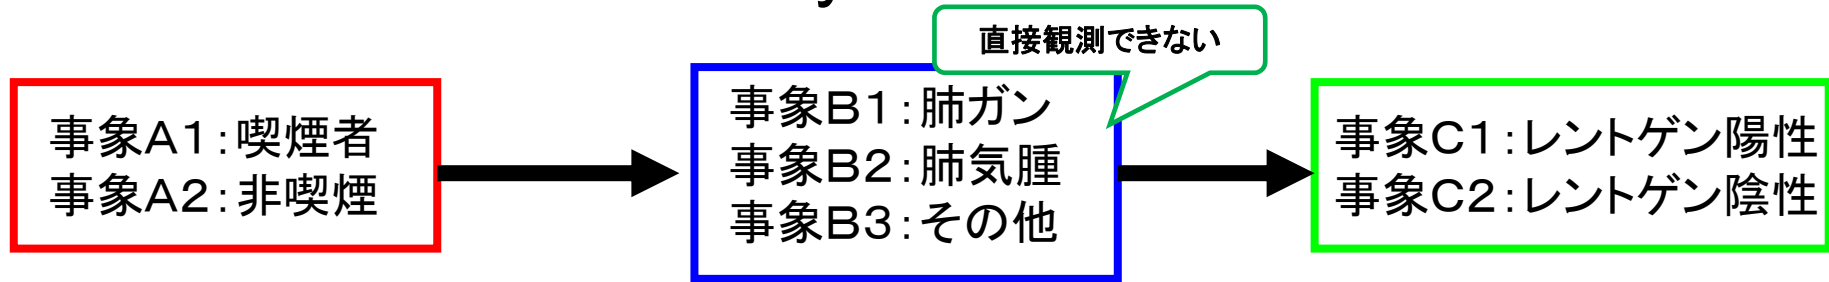 直接観測できない
事象A1：喫煙者
事象A2：非喫煙
事象B1：肺ガン
事象B2：肺気腫
事象B3：その他
事象C1：レントゲン陽性
事象C2：レントゲン陰性